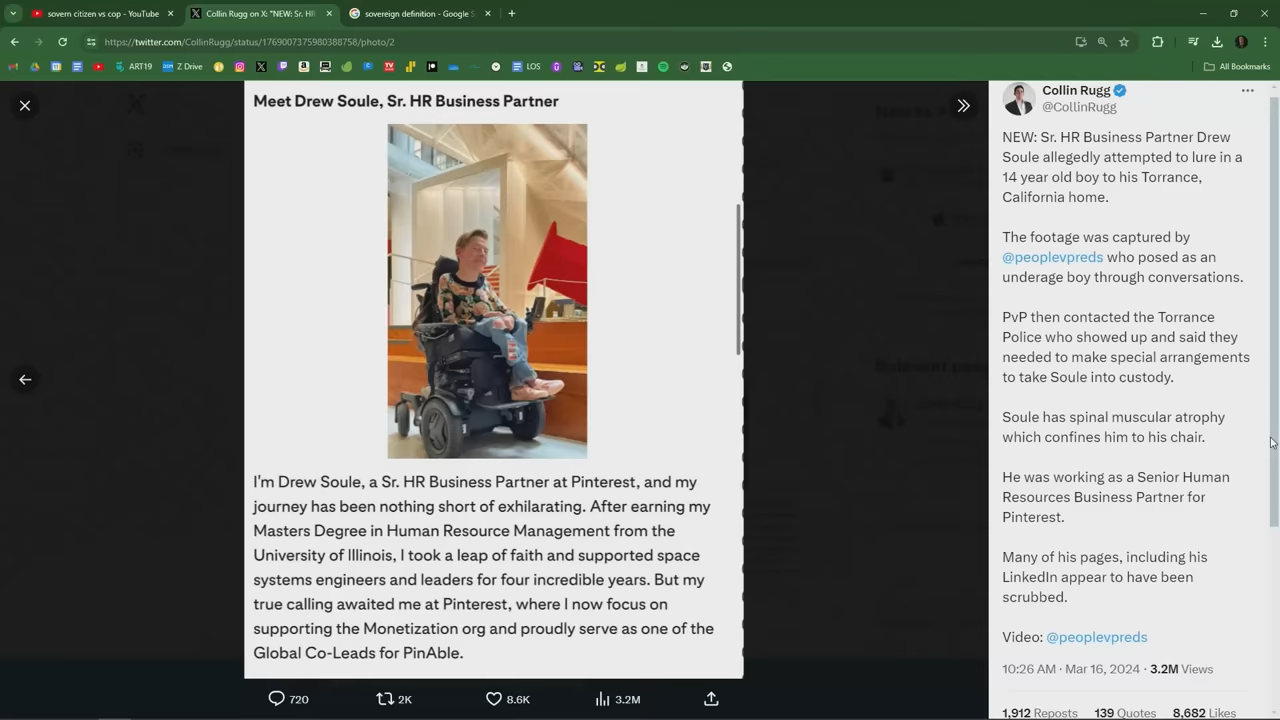 sovern citizen vs cop - YouTube
Collin Rugg on X: "NEW: Sr. HR
sovereign definition - Google S
https://twitter.com/CollinRugg/status/1769007375980388758/photo/2
ART19
Z Drive
LOS
All Bookmarks
Meet Drew Soule, Sr. HR Business Partner
I'm Drew Soule, a Sr. HR Business Partner at Pinterest, and my
journey has been nothing short of exhilarating. After earning my
Masters Degree in Human Resource Management from the
University of Illinois, I took a leap of faith and supported space
systems engineers and leaders for four incredible years. But my
true calling awaited me at Pinterest, where I now focus on
supporting the Monetization org and proudly serve as one of the
Global Co-Leads for PinAble.
720
2K
8.6K
3.2M
Collin Rugg
@CollinRugg
NEW: Sr. HR Business Partner Drew
Soule allegedly attempted to lure in a
14 year old boy to his Torrance,
California home.
The footage was captured by
@peoplevpreds who posed as an
underage boy through conversations.
PvP then contacted the Torrance
Police who showed up and said they
needed to make special arrangements
to take Soule into custody.
Soule has spinal muscular atrophy
which confines him to his chair.
He was working as a Senior Human
Resources Business Partner for
Pinterest.
Many of his pages, including his
LinkedIn appear to have been
scrubbed.
Video: @peoplevpreds
10:26 AM · Mar 16, 2024 · 3.2M Views
1,912 Reposts 139 Quotes 8,682 Likes